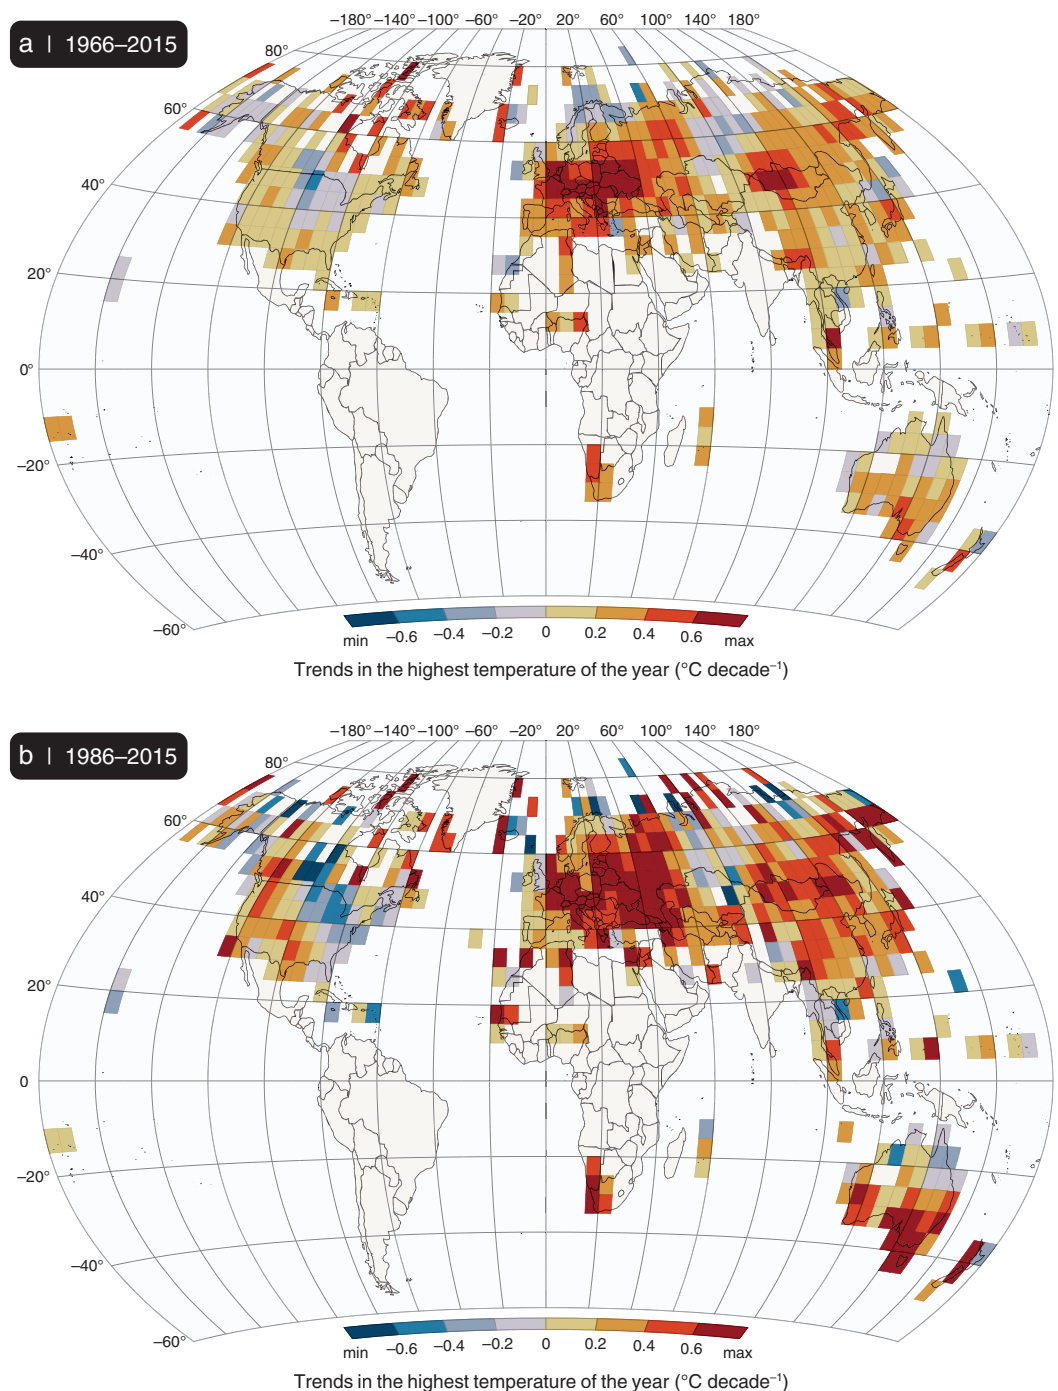 a | 1966–2015
−180° −140° −100° −60° −20° 20° 60° 100° 140° 180°
80°
60°
40°
20°
0°
−20°
−40°
−60°
min −0.6 −0.4 −0.2 0 0.2 0.4 0.6 max
Trends in the highest temperature of the year (°C decade⁻¹)
b | 1986–2015
−180° −140° −100° −60° −20° 20° 60° 100° 140° 180°
80°
60°
40°
20°
0
−20°
−40°
−60°
min −0.6 −0.4 −0.2 0 0.2 0.4 0.6 max
Trends in the highest temperature of the year (°C decade⁻¹)